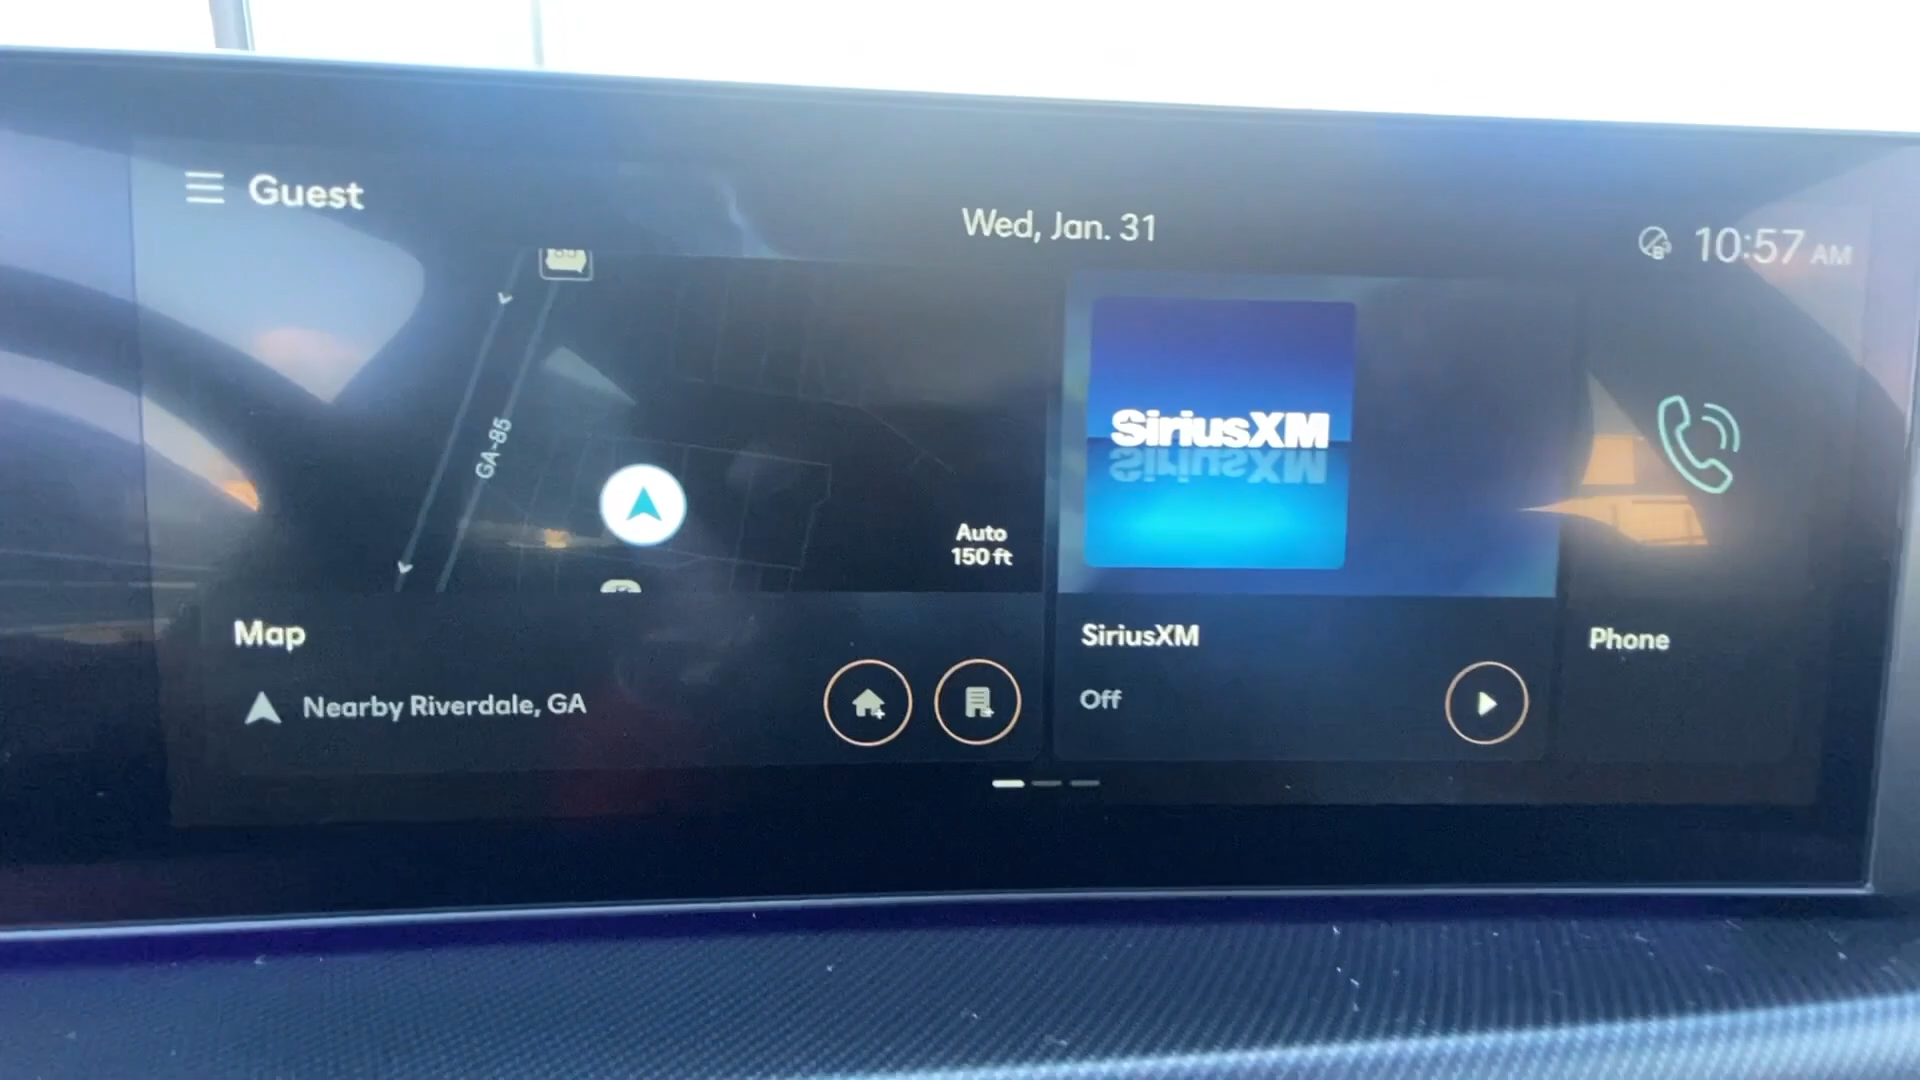 Guest
Wed, Jan. 31
10:57 AM
85
GA-85
Auto
150 ft
SiriusXM
Map
Nearby Riverdale, GA
SiriusXM
Off
Phone